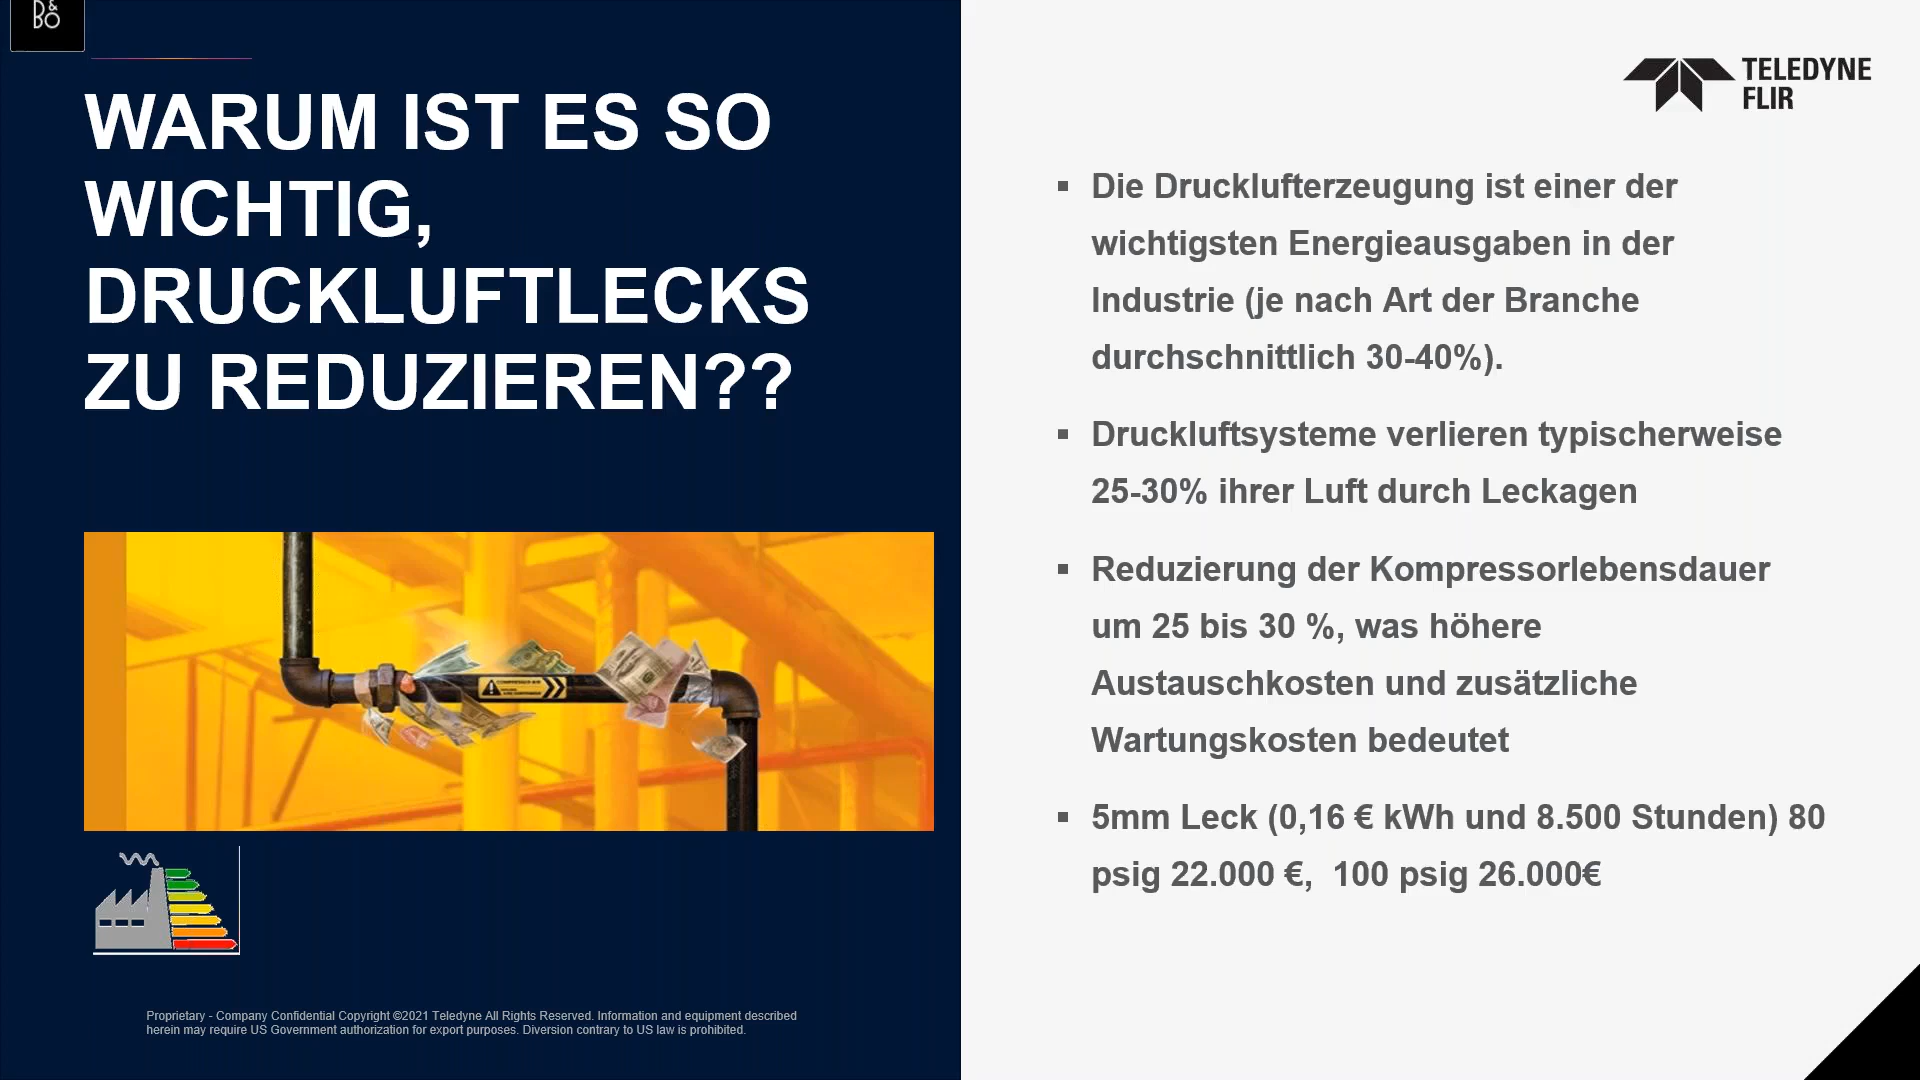 B&
BO
WARUM IST ES SO
WICHTIG,
DRUCKLUFTLECKS
ZU REDUZIEREN??
TELEDYNE
FLIR
▪ Die Drucklufterzeugung ist einer der
wichtigsten Energieausgaben in der
Industrie (je nach Art der Branche
durchschnittlich 30-40%).
▪ Druckluftsysteme verlieren typischerweise
25-30% ihrer Luft durch Leckagen
▪ Reduzierung der Kompressorlebensdauer
um 25 bis 30 %, was höhere
Austauschkosten und zusätzliche
Wartungskosten bedeutet
▪ 5mm Leck (0,16 € kWh und 8.500 Stunden) 80
psig 22.000 €, 100 psig 26.000€
COMPRESSED AIR
Proprietary - Company Confidential Copyright ©2021 Teledyne All Rights Reserved. Information and equipment described
herein may require US Government authorization for export purposes. Diversion contrary to US law is prohibited.